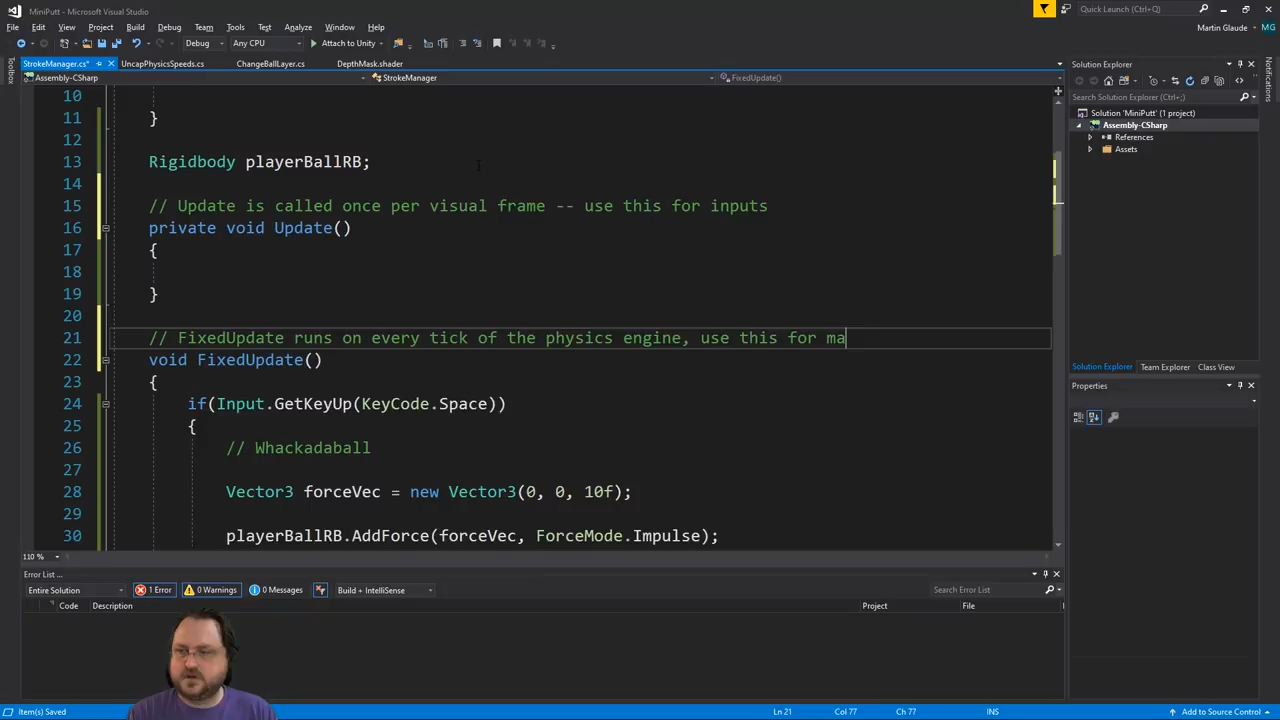 MiniPutt - Microsoft Visual Studio
Quick Launch (Ctrl+Q)
File Edit View Project Build Debug Team Tools Test Analyze Window Help
Martin Glaude MG
Debug Any CPU Attach to Unity
StrokeManager.cs* UncapPhysicsSpeeds.cs ChangeBallLayer.cs DepthMask.shader
Assembly-CSharp StrokeManager FixedUpdate()
Toolbox
10
11 }
12
13 Rigidbody playerBallRB;
14
15 // Update is called once per visual frame -- use this for inputs
16 private void Update()
17 {
18
19 }
20
21 // FixedUpdate runs on every tick of the physics engine, use this for ma
22 void FixedUpdate()
23 {
24 if(Input.GetKeyUp(KeyCode.Space))
25 {
26 // Whackadaball
27
28 Vector3 forceVec = new Vector3(0, 0, 10f);
29
30 playerBallRB.AddForce(forceVec, ForceMode.Impulse);
110 %
Error List ...
Entire Solution 1 Error 0 Warnings 0 Messages Build + IntelliSense
Search Error List
Code Description Project File
Solution Explorer
Search Solution Explorer (Ctrl+;)
Solution 'MiniPutt' (1 project)
Assembly-CSharp
References
Assets
Solution Explorer Team Explorer Class View
Properties
Notifications
Item(s) Saved Ln 21 Col 77 Ch 77 INS Add to Source Control